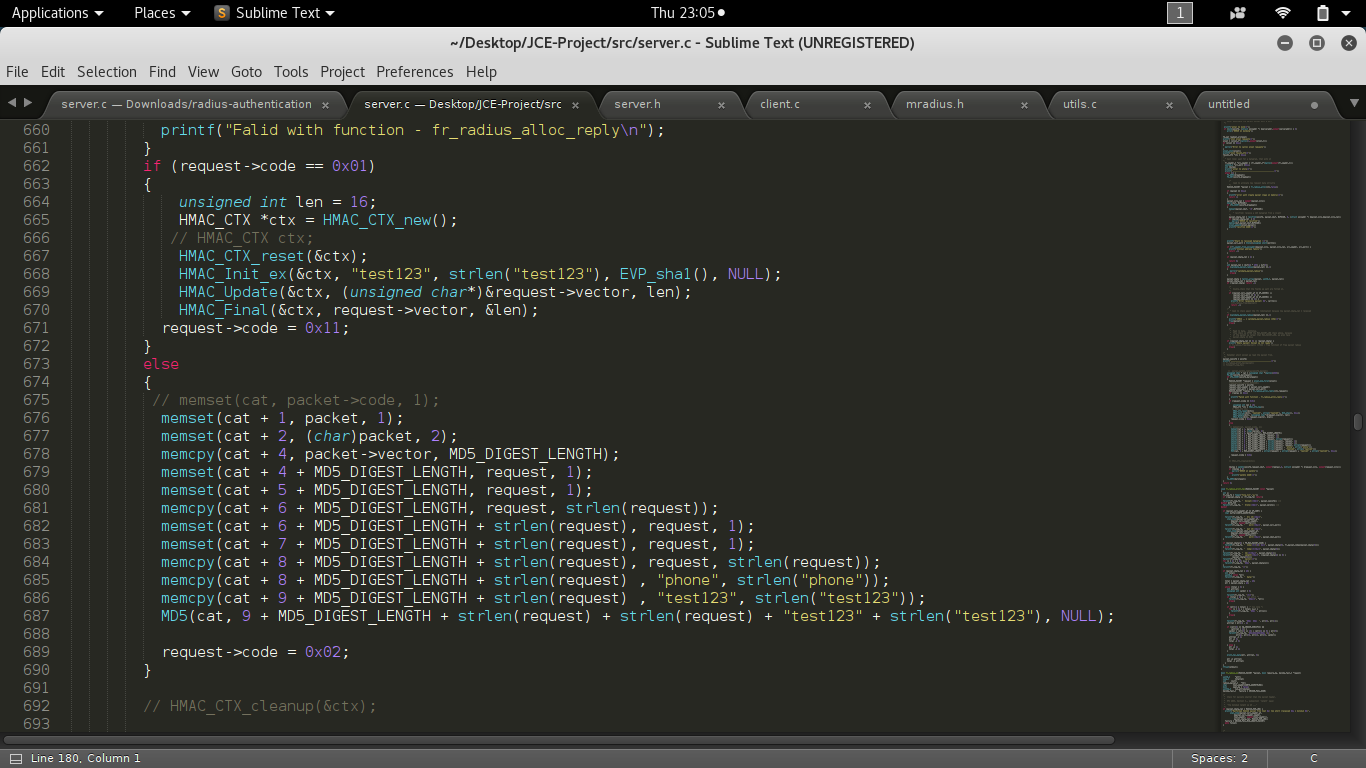 Applications Places Sublime Text Thu 23:05 1
~/Desktop/JCE-Project/src/server.c - Sublime Text (UNREGISTERED)
File Edit Selection Find View Goto Tools Project Preferences Help
server.c — Downloads/radius-authentication server.c — Desktop/JCE-Project/src server.h client.c mradius.h utils.c untitled
660 printf("Falid with function - fr_radius_alloc_reply\n");
661 }
662 if (request->code == 0x01)
663 {
664 unsigned int len = 16;
665 HMAC_CTX *ctx = HMAC_CTX_new();
666 // HMAC_CTX ctx;
667 HMAC_CTX_reset(&ctx);
668 HMAC_Init_ex(&ctx, "test123", strlen("test123"), EVP_sha1(), NULL);
669 HMAC_Update(&ctx, (unsigned char*)&request->vector, len);
670 HMAC_Final(&ctx, request->vector, &len);
671 request->code = 0x11;
672 }
673 else
674 {
675 // memset(cat, packet->code, 1);
676 memset(cat + 1, packet, 1);
677 memset(cat + 2, (char)packet, 2);
678 memcpy(cat + 4, packet->vector, MD5_DIGEST_LENGTH);
679 memset(cat + 4 + MD5_DIGEST_LENGTH, request, 1);
680 memset(cat + 5 + MD5_DIGEST_LENGTH, request, 1);
681 memcpy(cat + 6 + MD5_DIGEST_LENGTH, request, strlen(request));
682 memset(cat + 6 + MD5_DIGEST_LENGTH + strlen(request), request, 1);
683 memset(cat + 7 + MD5_DIGEST_LENGTH + strlen(request), request, 1);
684 memcpy(cat + 8 + MD5_DIGEST_LENGTH + strlen(request), request, strlen(request));
685 memcpy(cat + 8 + MD5_DIGEST_LENGTH + strlen(request) , "phone", strlen("phone"));
686 memcpy(cat + 9 + MD5_DIGEST_LENGTH + strlen(request) , "test123", strlen("test123"));
687 MD5(cat, 9 + MD5_DIGEST_LENGTH + strlen(request) + strlen(request) + "test123" + strlen("test123"), NULL);
688
689 request->code = 0x02;
690 }
691
692 // HMAC_CTX_cleanup(&ctx);
693
Line 180, Column 1 Spaces: 2 C